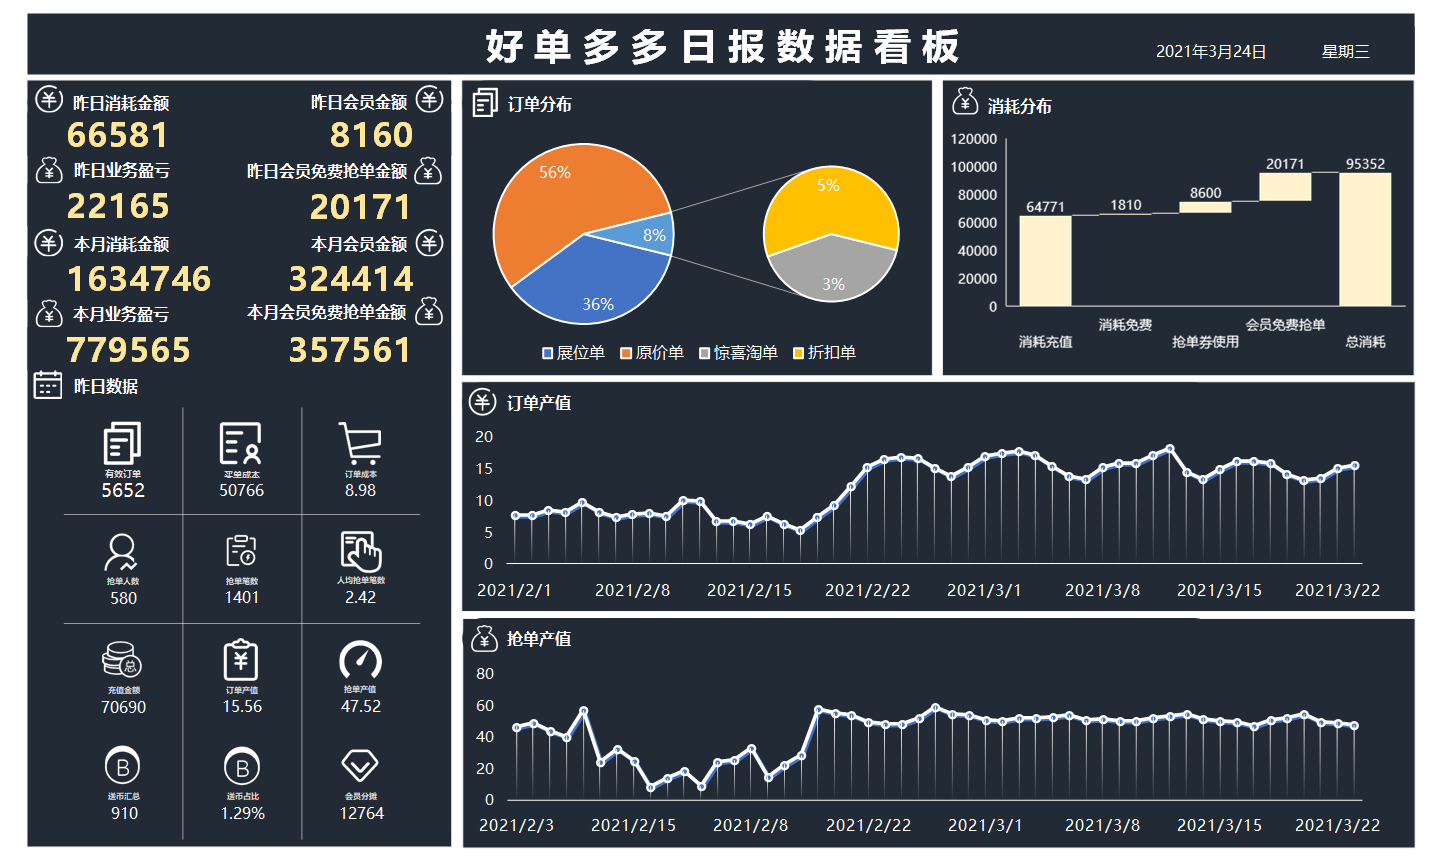 好单多多日报数据看板
2021年3月24日 星期三
昨日消耗金额 昨日会员金额
66581 8160
昨日业务盈亏 昨日会员免费抢单金额
22165 20171
本月消耗金额 本月会员金额
1634746 324414
本月业务盈亏 本月会员免费抢单金额
779565 357561
昨日数据
有效订单 买单成本 订单成本
5652 50766 8.98
抢单人数 抢单笔数 人均抢单笔数
580 1401 2.42
充值金额 订单产值 抢单产值
70690 15.56 47.52
送币汇总 送币占比 会员分摊
910 1.29% 12764
订单分布
56%
8%
36%
5%
3%
展位单 原价单 惊喜淘单 折扣单
消耗分布
120000
100000
80000
60000
40000
20000
0
64771 1810 8600 20171 95352
消耗充值 消耗免费 抢单券使用 会员免费抢单 总消耗
订单产值
20
15
10
5
0
2021/2/1 2021/2/8 2021/2/15 2021/2/22 2021/3/1 2021/3/8 2021/3/15 2021/3/22
抢单产值
80
60
40
20
0
2021/2/3 2021/2/15 2021/2/8 2021/2/22 2021/3/1 2021/3/8 2021/3/15 2021/3/22